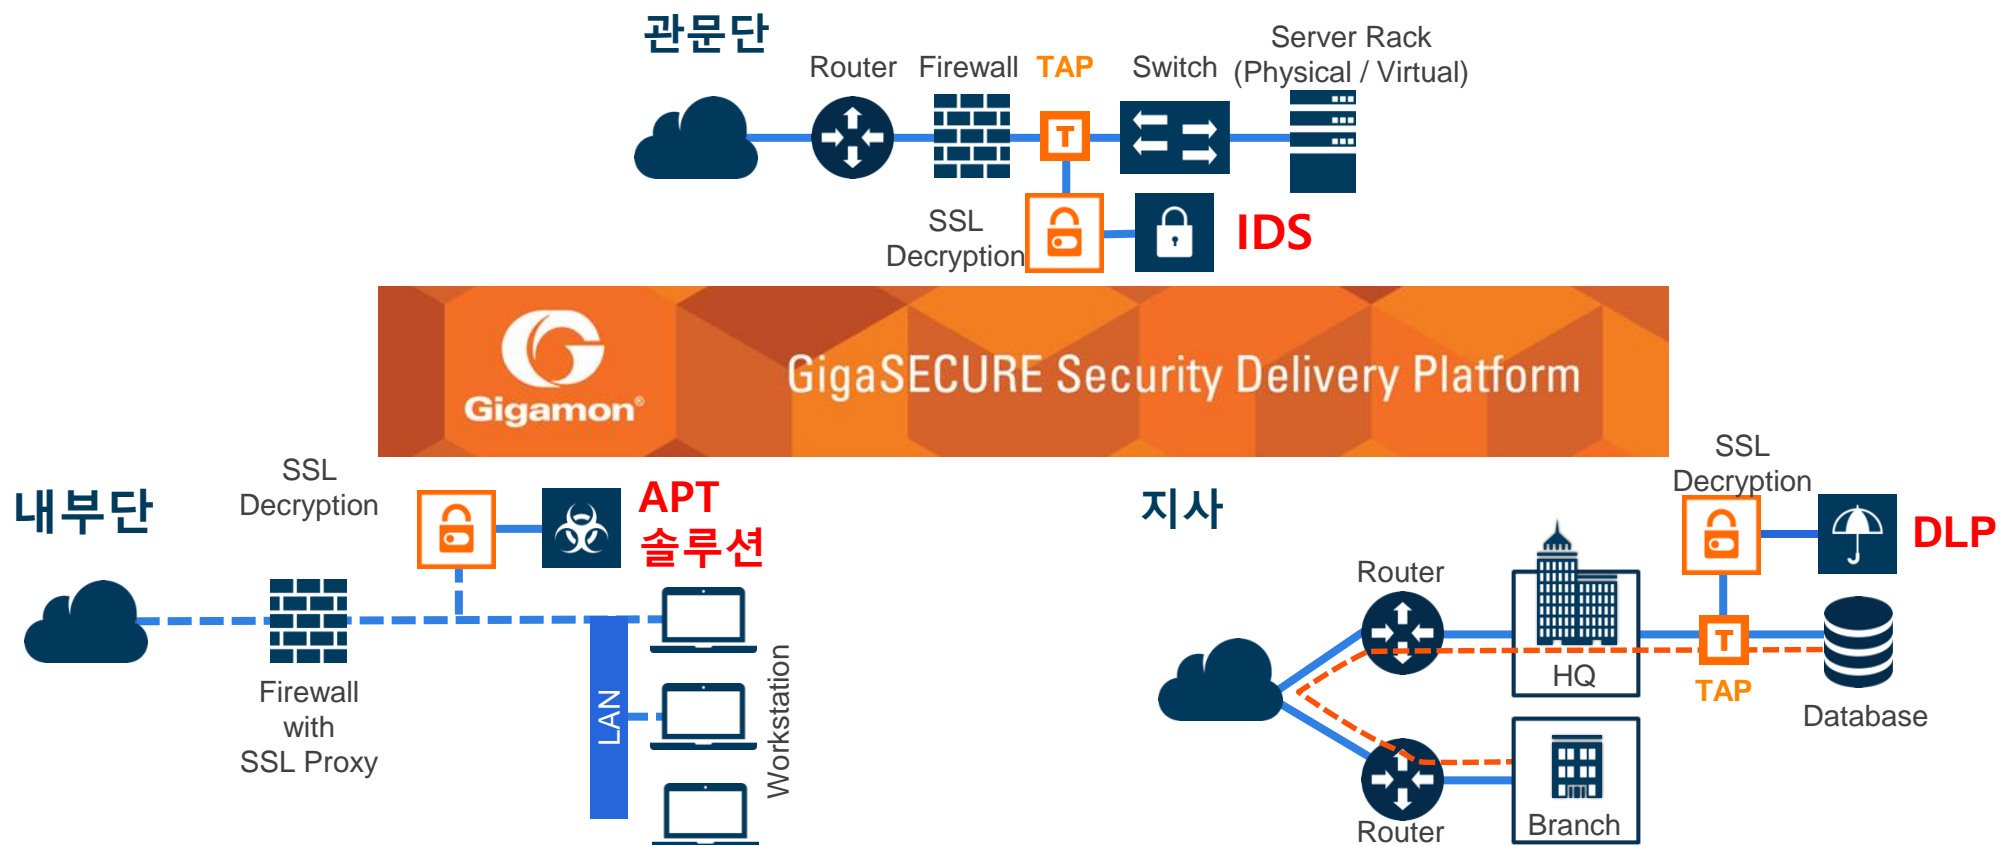 관문단
Router
Firewall
TAP
Switch
Server Rack
(Physical / Virtual)
T
SSL
Decryption
IDS
Gigamon®
GigaSECURE Security Delivery Platform
내부단
SSL
Decryption
APT
솔루션
Firewall
with
SSL Proxy
LAN
Workstation
지사
SSL
Decryption
DLP
Router
HQ
T
TAP
Database
Router
Branch